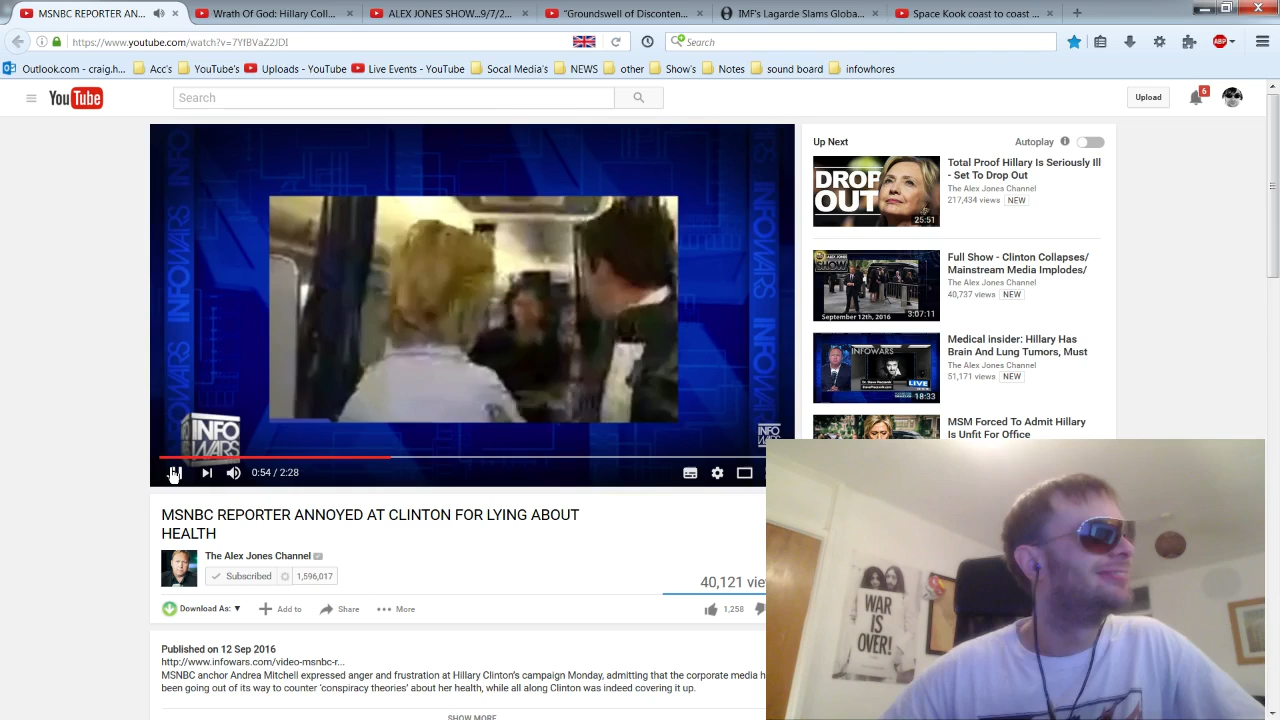 MSNBC REPORTER AN...
Wrath Of God: Hillary Coll...
ALEX JONES SHOW...9/7/2...
"Groundswell of Disconten...
IMF's Lagarde Slams Globa...
Space Kook coast to coast ...
https://www.youtube.com/watch?v=7YfBVaZ2JDI
Search
ABP
Outlook.com - craig.h...
Acc's
YouTube's
Uploads - YouTube
Live Events - YouTube
Socal Media's
NEWS
other
Show's
Notes
sound board
infowhores
YouTube
Search
Upload
6
INFOWARS
INFO
WARS
0:54 / 2:28
Up Next
Autoplay
DROP
OUT
25:51
Total Proof Hillary Is Seriously Ill
- Set To Drop Out
The Alex Jones Channel
217,434 views NEW
September 12th, 2016
3:07:11
Full Show - Clinton Collapses/
Mainstream Media Implodes/
The Alex Jones Channel
40,737 views NEW
INFOWARS
LIVE
18:33
Medical insider: Hillary Has
Brain And Lung Tumors, Must
The Alex Jones Channel
51,171 views NEW
MSM Forced To Admit Hillary
Is Unfit For Office
MSNBC REPORTER ANNOYED AT CLINTON FOR LYING ABOUT
HEALTH
The Alex Jones Channel
Subscribed 1,596,017
40,121 vie
Download As: ▼
Add to
Share
More
1,258
Published on 12 Sep 2016
http://www.infowars.com/video-msnbc-r...
MSNBC anchor Andrea Mitchell expressed anger and frustration at Hillary Clinton's campaign Monday, admitting that the corporate media h
been going out of its way to counter 'conspiracy theories' about her health, while all along Clinton was indeed covering it up.
SHOW MORE
WAR
IS
OVER!